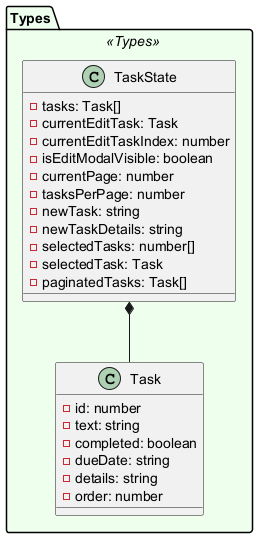 Types
«Types»
C TaskState
tasks: Task[]
currentEditTask: Task
currentEditTaskIndex: number
isEditModalVisible: boolean
currentPage: number
tasksPerPage: number
newTask: string
newTaskDetails: string
selectedTasks: number[]
selectedTask: Task
paginatedTasks: Task[]
C Task
id: number
text: string
completed: boolean
dueDate: string
details: string
order: number